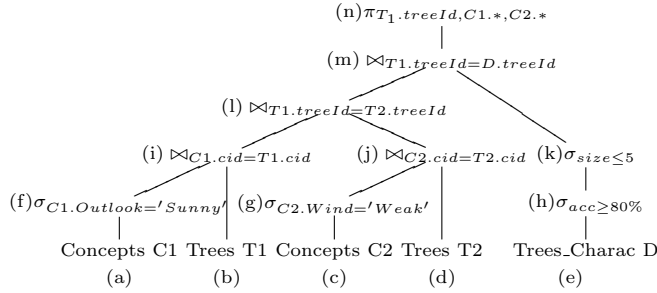 (n) π_{T_1.treeId,C1.*,C2.*}
(m) ⋈_{T1.treeId=D.treeId}
(l) ⋈_{T1.treeId=T2.treeId}
(i) ⋈_{C1.cid=T1.cid} (j) ⋈_{C2.cid=T2.cid} (k) σ_{size≤5}
(f) σ_{C1.Outlook='Sunny'} (g) σ_{C2.Wind='Weak'} (h) σ_{acc≥80%}
Concepts C1 Trees T1 Concepts C2 Trees T2 Trees_Charac D
(a) (b) (c) (d) (e)